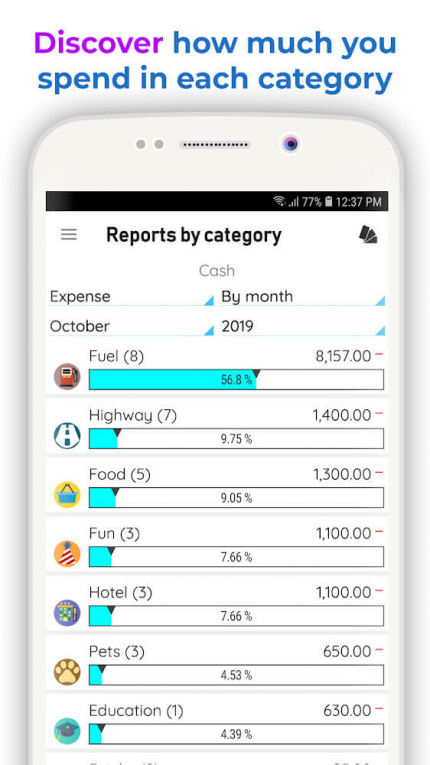 Discover how much you
spend in each category
77% 12:37 PM
Reports by category
Cash
Expense By month
October 2019
Fuel (8) 8,157.00 −
56.8 %
Highway (7) 1,400.00 −
9.75 %
Food (5) 1,300.00 −
9.05 %
Fun (3) 1,100.00 −
7.66 %
Hotel (3) 1,100.00 −
7.66 %
Pets (3) 650.00 −
4.53 %
Education (1) 630.00 −
4.39 %